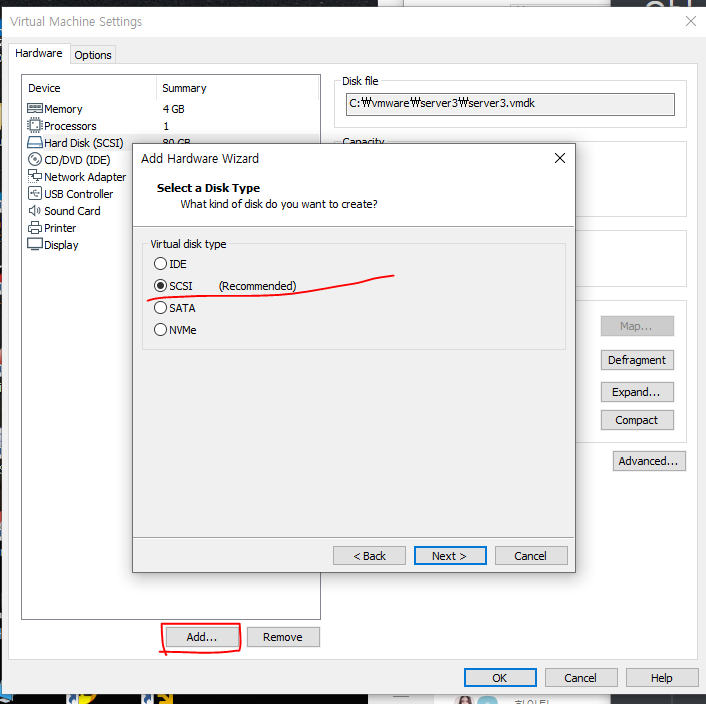 Virtual Machine Settings
Hardware Options
Device Summary
Memory 4 GB
Processors 1
Hard Disk (SCSI) 80 GB
CD/DVD (IDE)
Network Adapter
USB Controller
Sound Card
Printer
Display
Disk file
C:₩vmware₩server3₩server3.vmdk
Capacity
Add Hardware Wizard
Select a Disk Type
What kind of disk do you want to create?
Virtual disk type
IDE
SCSI (Recommended)
SATA
NVMe
< Back Next > Cancel
Map...
Defragment
Expand...
Compact
Advanced...
Add... Remove
OK Cancel Help